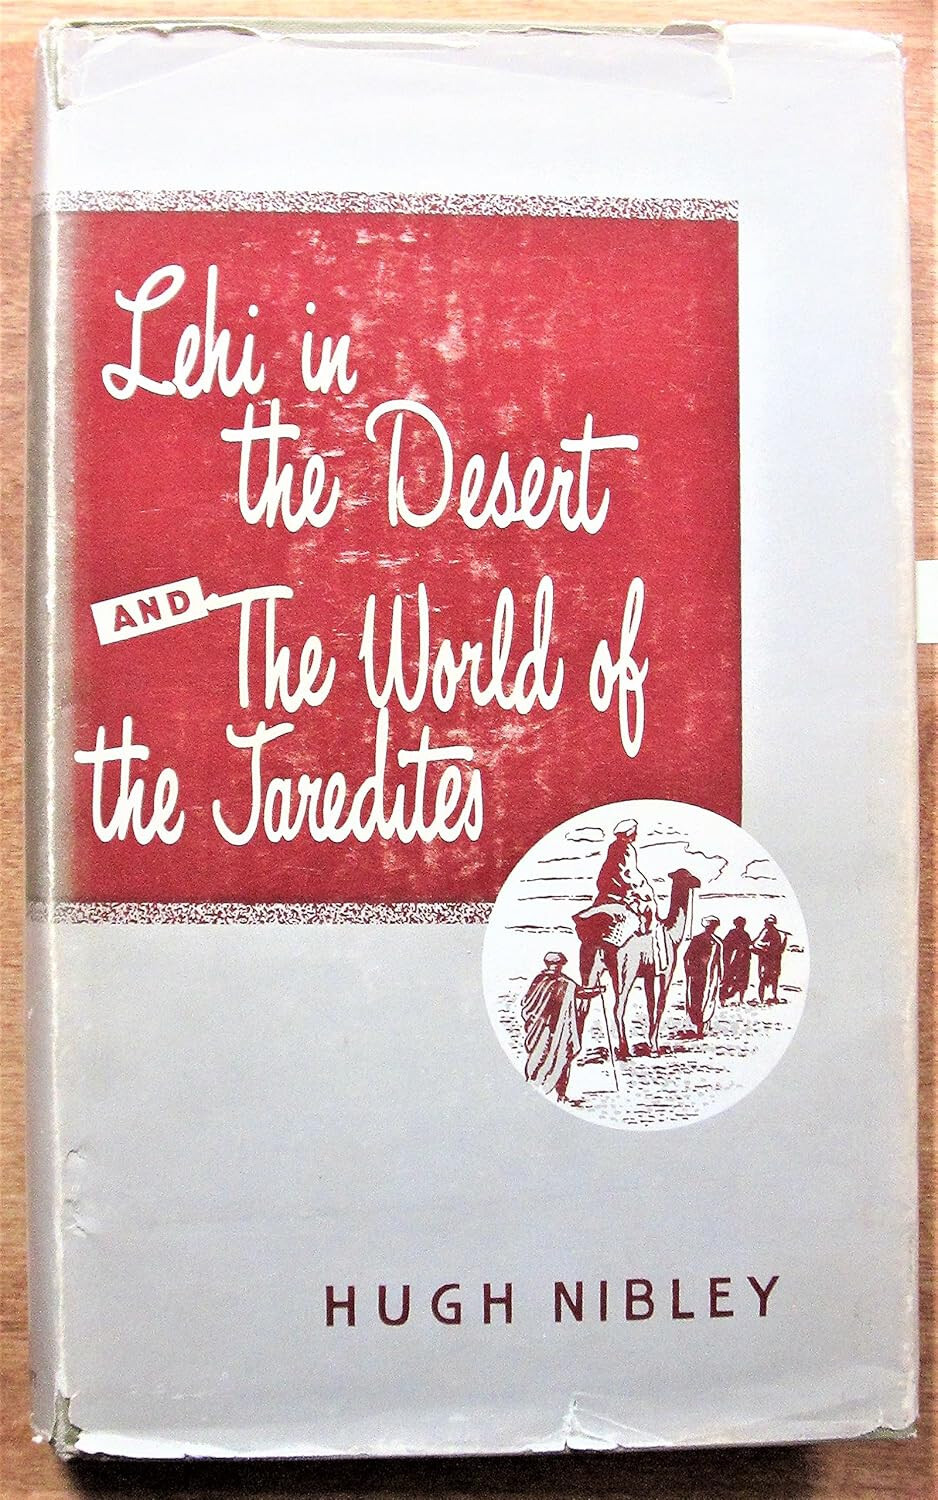 Lehi in
the Desert
AND The World of
the Jaredites
HUGH NIBLEY